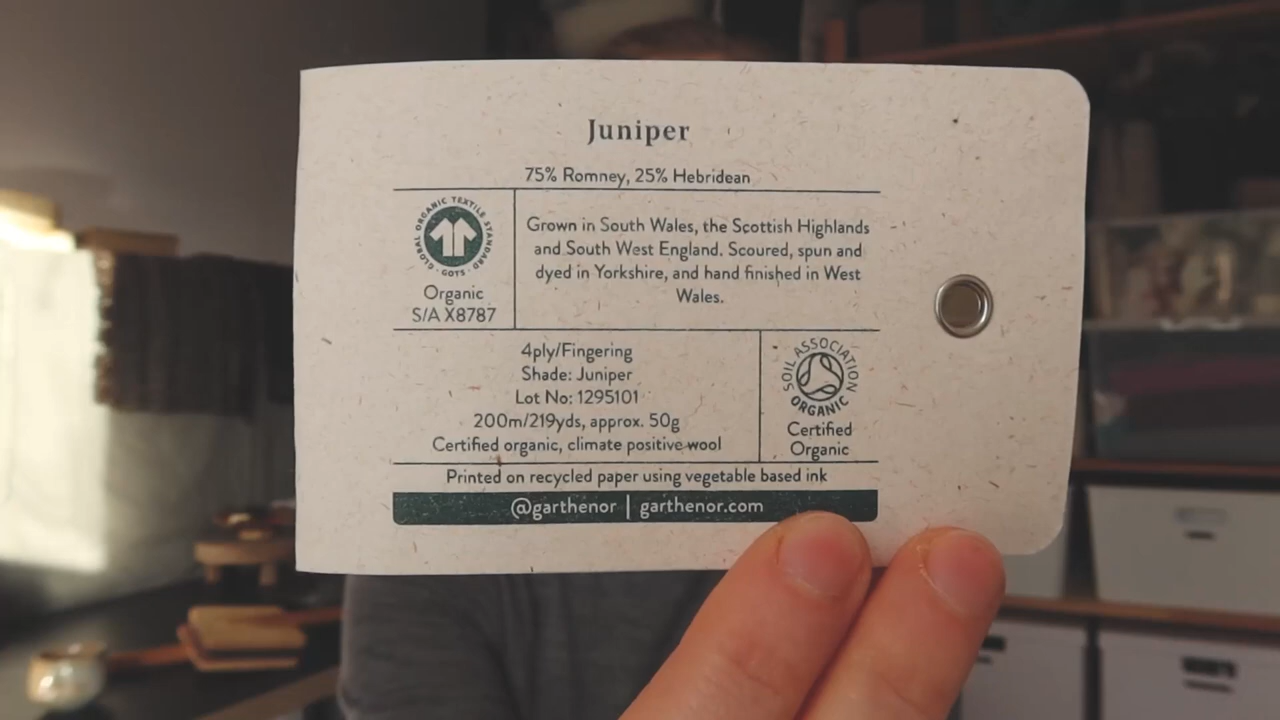 Juniper
75% Romney, 25% Hebridean
GLOBAL ORGANIC TEXTILE STANDARD
· GOTS ·
Organic
S/A X8787
Grown in South Wales, the Scottish Highlands
and South West England. Scoured, spun and
dyed in Yorkshire, and hand finished in West
Wales.
4ply/Fingering
Shade: Juniper
Lot No: 1295101
200m/219yds, approx. 50g
Certified organic, climate positive wool
SOIL ASSOCIATION
ORGANIC
Certified
Organic
Printed on recycled paper using vegetable based ink
@garthenor | garthenor.com